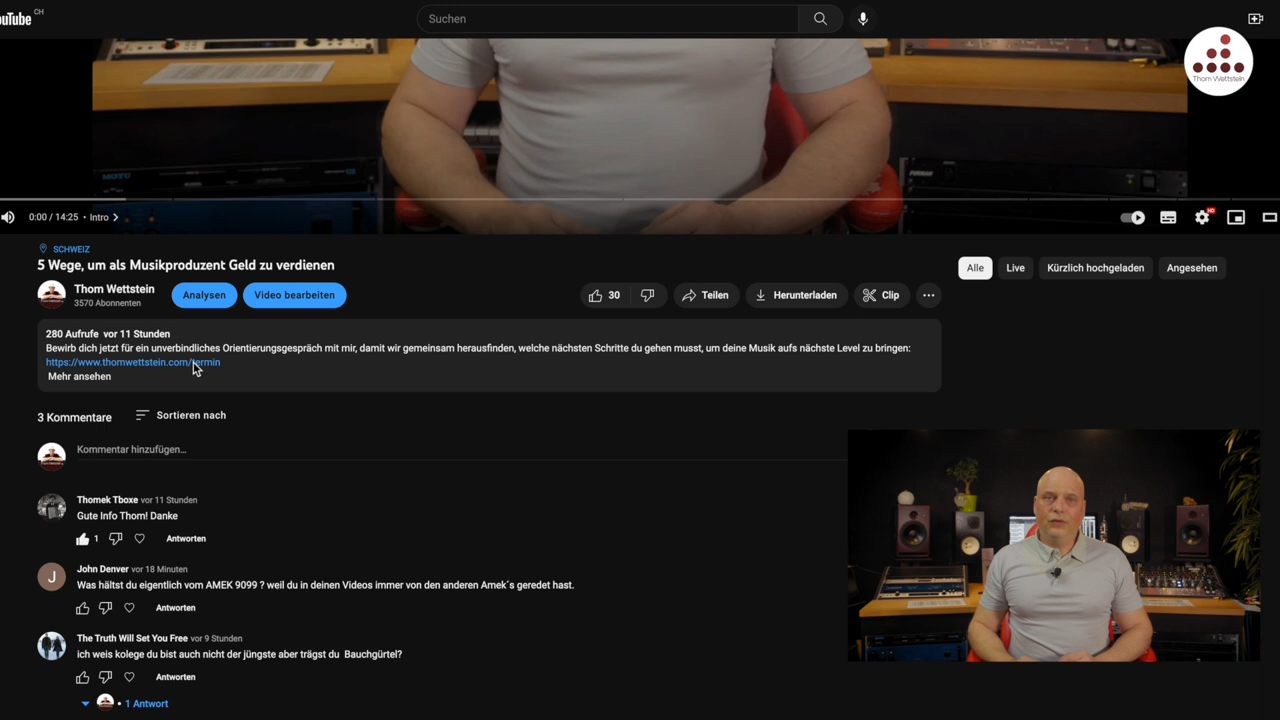 ouTube CH
Suchen
Thom Wettstein
MOTU
0:00 / 14:25 • Intro
HD
SCHWEIZ
5 Wege, um als Musikproduzent Geld zu verdienen
Thom Wettstein
3570 Abonnenten
Analysen
Video bearbeiten
30
Teilen
Herunterladen
Clip
Alle
Live
Kürzlich hochgeladen
Angesehen
280 Aufrufe vor 11 Stunden
Bewirb dich jetzt für ein unverbindliches Orientierungsgespräch mit mir, damit wir gemeinsam herausfinden, welche nächsten Schritte du gehen musst, um deine Musik aufs nächste Level zu bringen:
https://www.thomwettstein.com/termin
Mehr ansehen
3 Kommentare
Sortieren nach
Kommentar hinzufügen...
Thomek Tboxe vor 11 Stunden
Gute Info Thom! Danke
1
Antworten
J
John Denver vor 18 Minuten
Was hältst du eigentlich vom AMEK 9099 ? weil du in deinen Videos immer von den anderen Amek´s geredet hast.
Antworten
The Truth Will Set You Free vor 9 Stunden
ich weis kolege du bist auch nicht der jüngste aber trägst du Bauchgürtel?
Antworten
• 1 Antwort